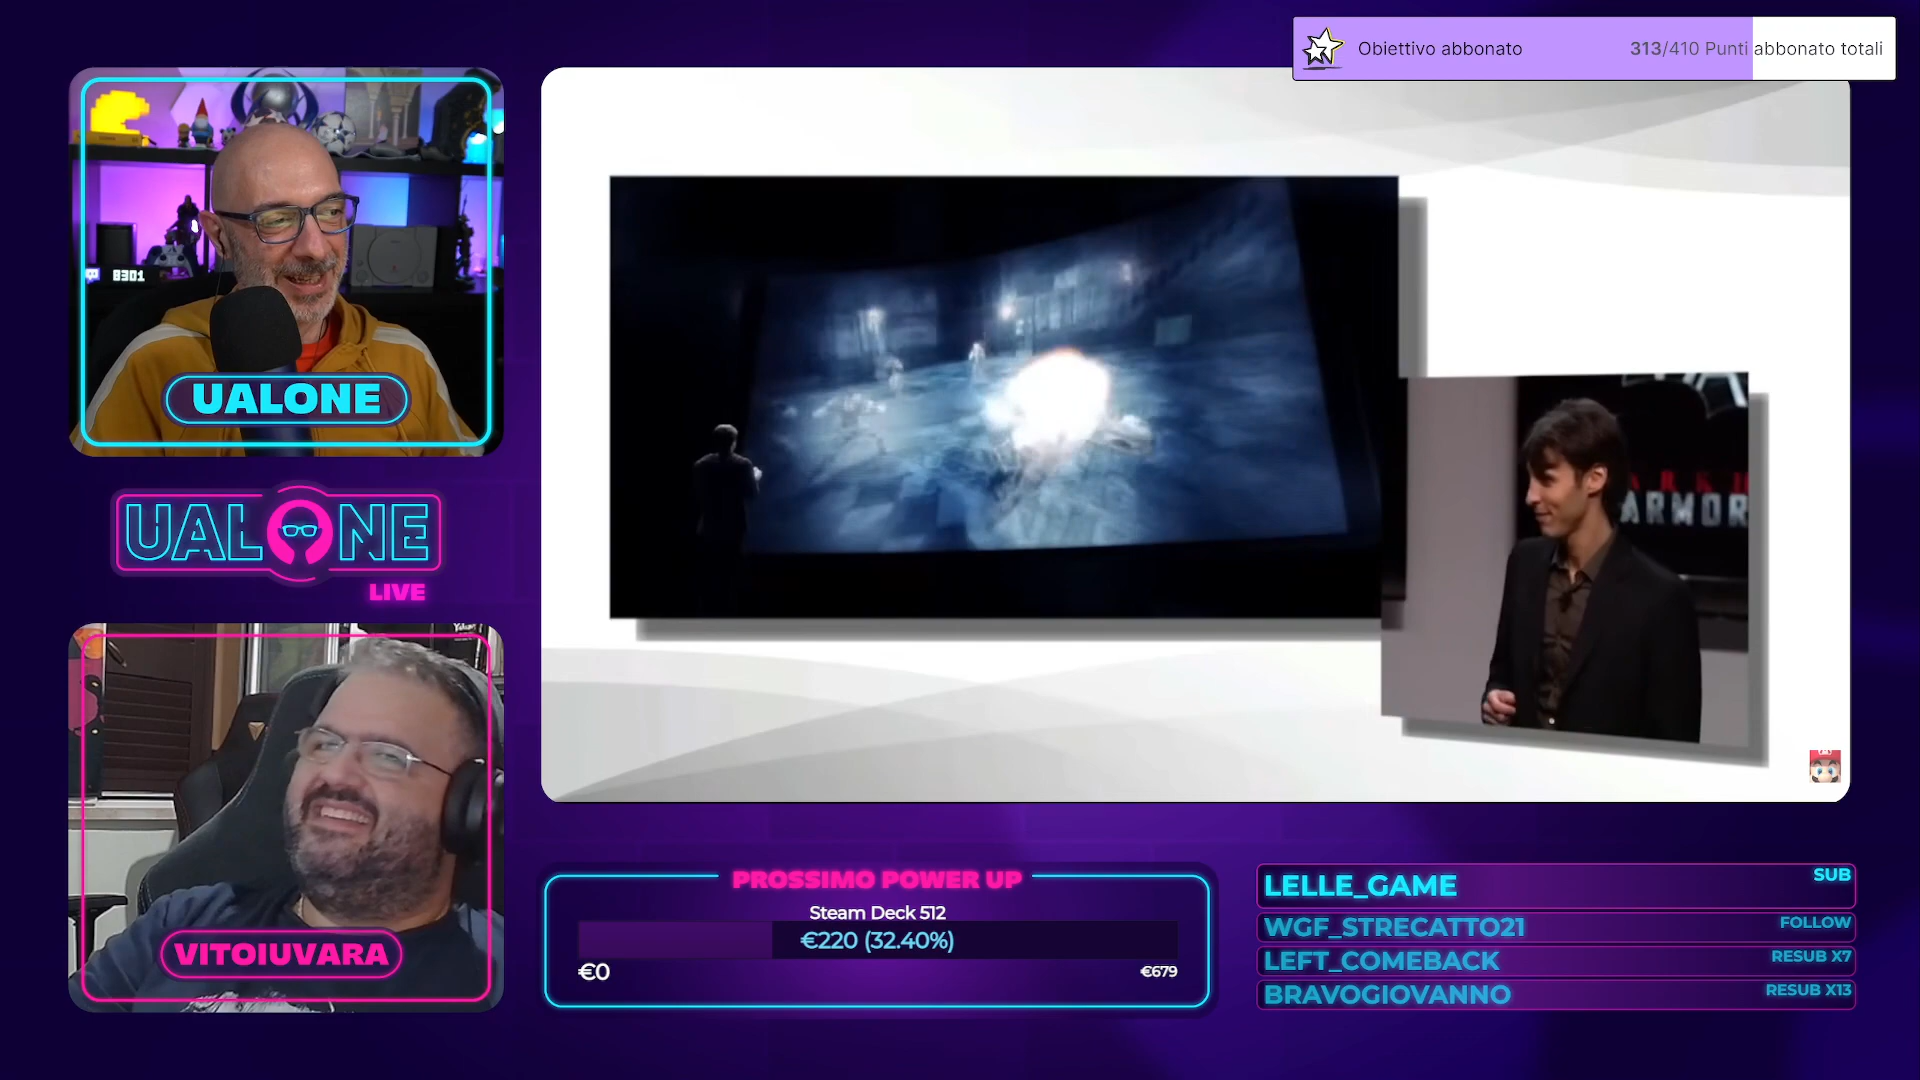 Obiettivo abbonato
313/410 Punti abbonato totali
8301
UALONE
UALONE
LIVE
ARMOR
VITOIUVARA
PROSSIMO POWER UP
Steam Deck 512
€220 (32.40%)
€0
€679
LELLE_GAME
SUB
WGF_STRECATTO21
FOLLOW
LEFT_COMEBACK
RESUB X7
BRAVOGIOVANNO
RESUB X13